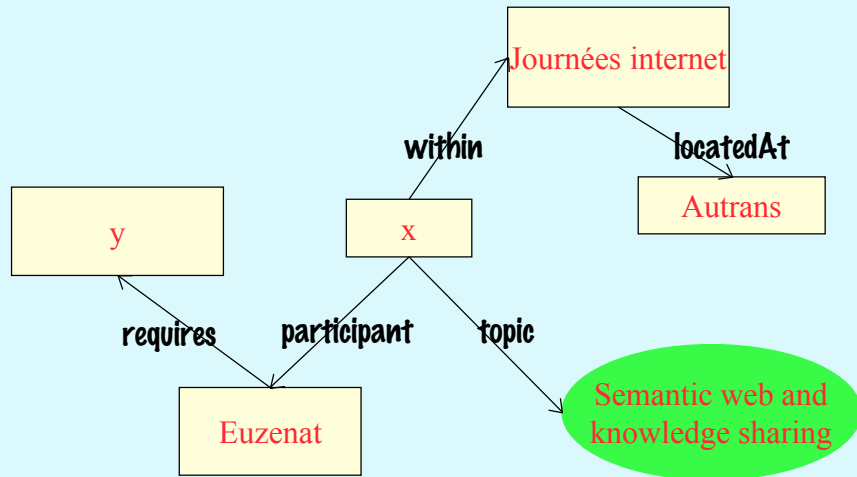 Journées internet
within
locatedAt
Autrans
y
x
requires
participant
topic
Euzenat
Semantic web and
knowledge sharing